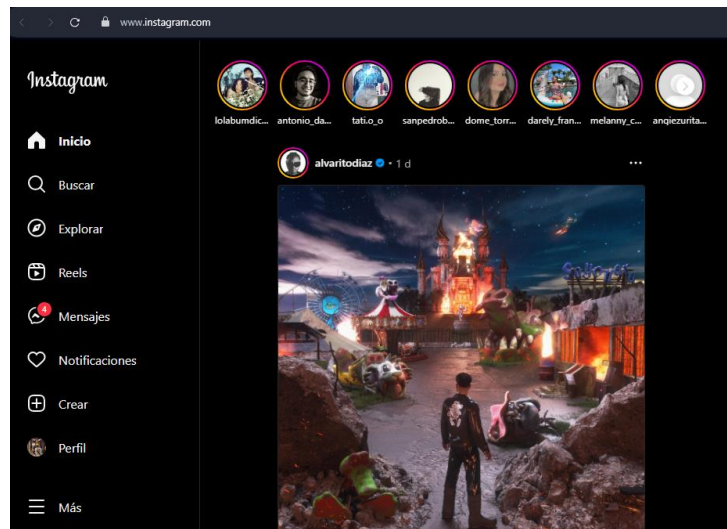 www.instagram.com
Instagram
lolabumdic... antonio_da... tati.o_o sanpedrob... dome_torr... darely_fran... melanny_c... angiezurita...
alvaritodiaz • 1 d
Inicio
Buscar
Explorar
Reels
4
Mensajes
Notificaciones
Crear
Perfil
Más